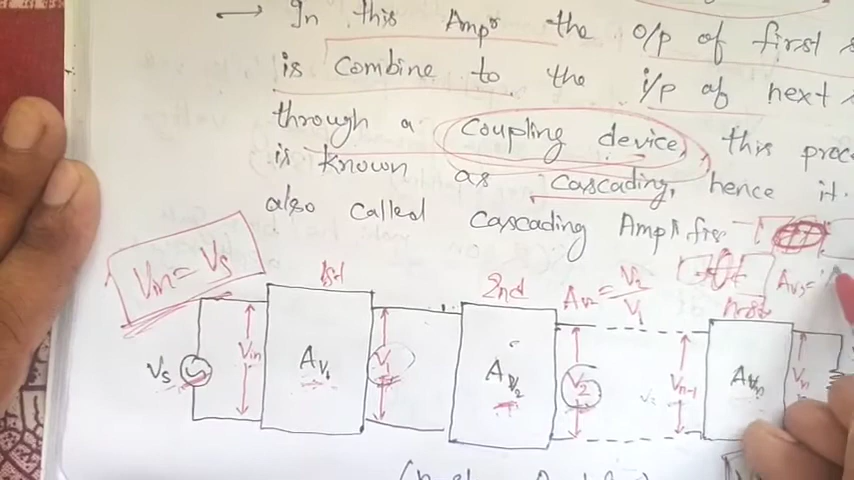 → In this Ampr the o/p of first
is combine to the i/p of next
through a coupling device, this proc
is known as cascading, hence it.
also called cascading Amplifier
Vin = Vs
1st
2nd
Av2 = V2/V1
Av3 =
Vs
Vin
Av1
V1
Av2
V2
Vn-1
Avn
Vn